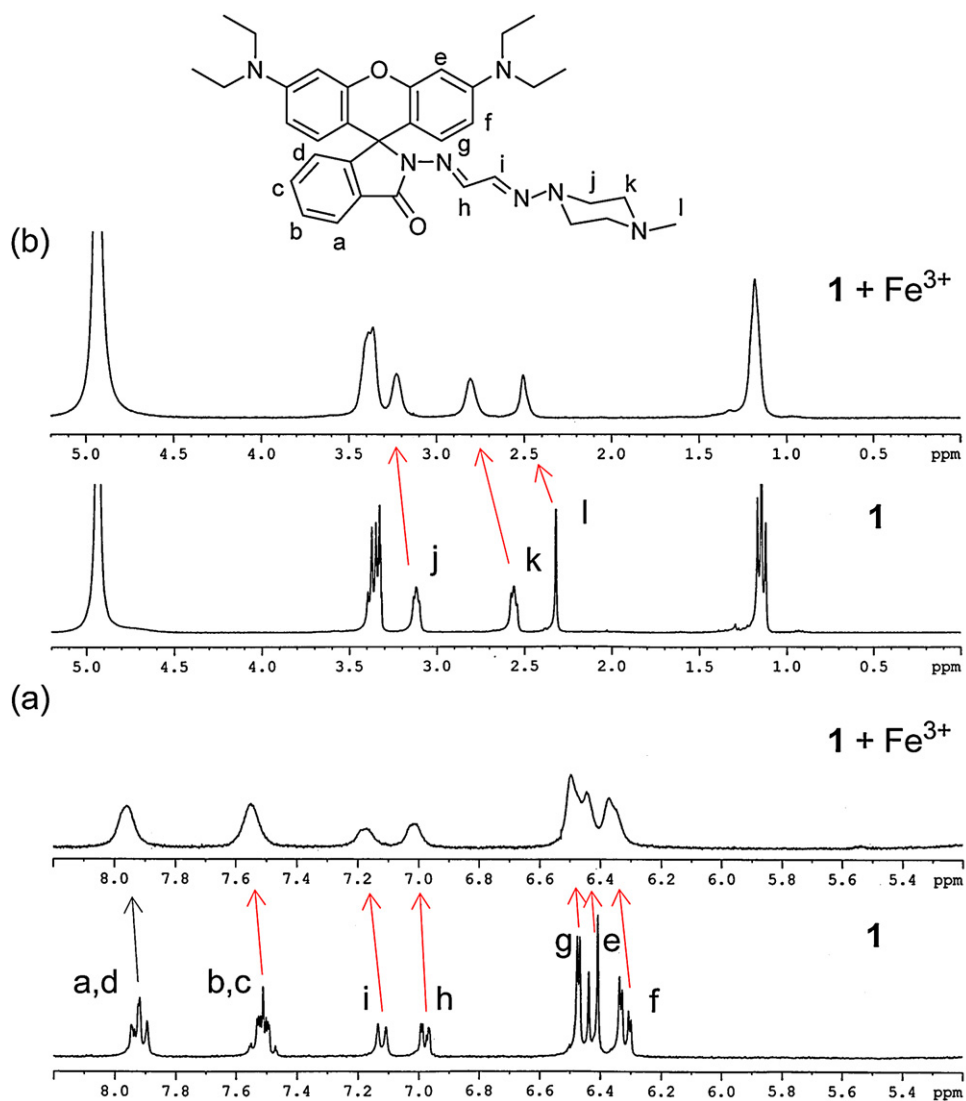 N O N
e
f
g
d N N i
c N j k
h N N
O N l
b a
(b)
1 + Fe³⁺
5.0 4.5 4.0 3.5 3.0 2.5 2.0 1.5 1.0 0.5 ppm
1
j k l
5.0 4.5 4.0 3.5 3.0 2.5 2.0 1.5 1.0 0.5 ppm
(a)
1 + Fe³⁺
8.0 7.8 7.6 7.4 7.2 7.0 6.8 6.6 6.4 6.2 6.0 5.8 5.6 5.4 ppm
1
a,d b,c i h g e f
8.0 7.8 7.6 7.4 7.2 7.0 6.8 6.6 6.4 6.2 6.0 5.8 5.6 5.4 ppm